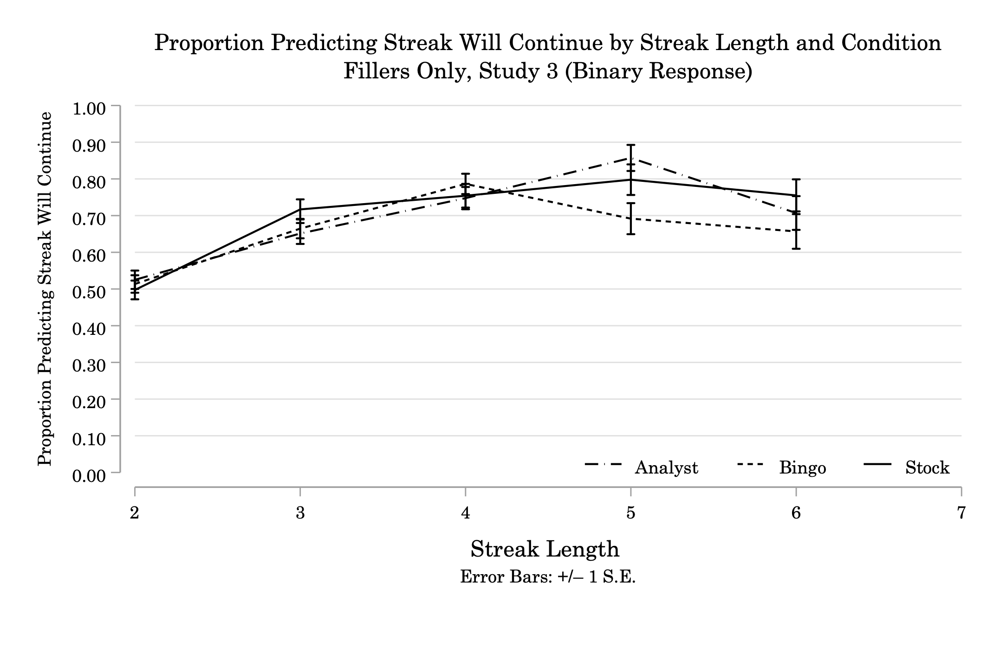 Proportion Predicting Streak Will Continue by Streak Length and Condition
Fillers Only, Study 3 (Binary Response)
Proportion Predicting Streak Will Continue
1.00
0.90
0.80
0.70
0.60
0.50
0.40
0.30
0.20
0.10
0.00
Analyst Bingo Stock
2 3 4 5 6 7
Streak Length
Error Bars: +/– 1 S.E.